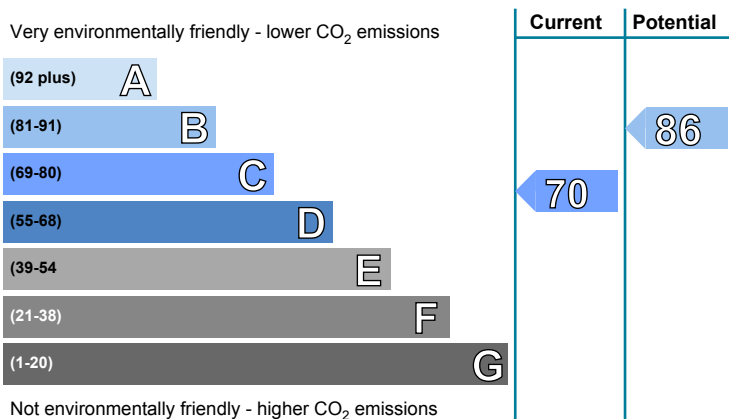 Very environmentally friendly - lower CO2 emissions
Current
Potential
(92 plus) A
(81-91) B
86
(69-80) C
70
(55-68) D
(39-54 E
(21-38) F
(1-20) G
Not environmentally friendly - higher CO2 emissions